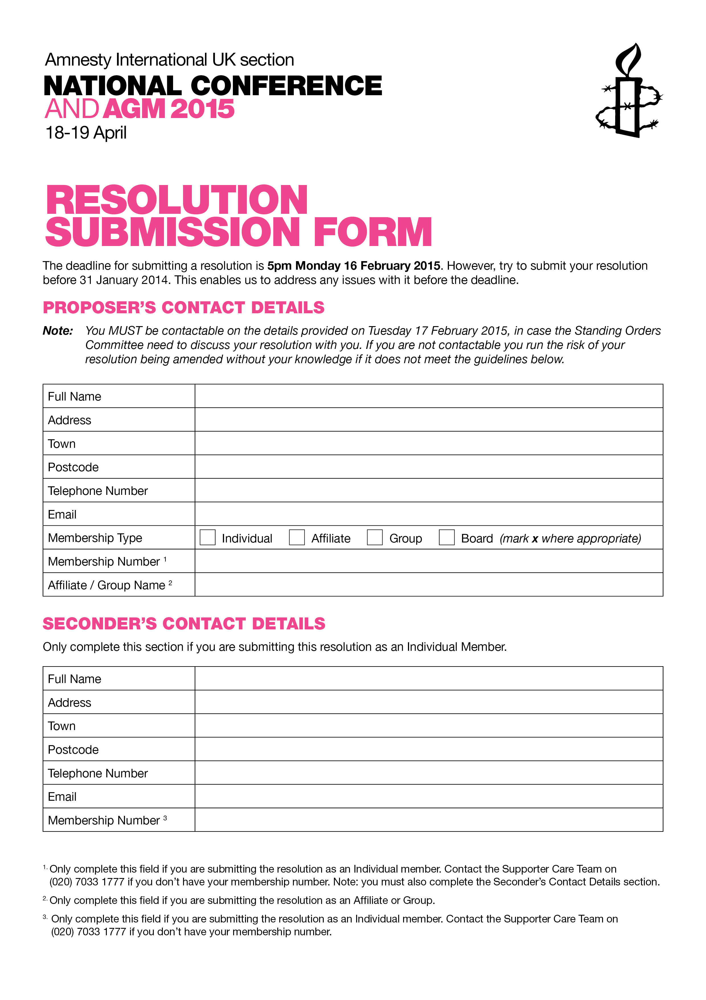 Amnesty International UK section
NATIONAL CONFERENCE
AND AGM 2015
18-19 April
RESOLUTION
SUBMISSION FORM
The deadline for submitting a resolution is 5pm Monday 16 February 2015. However, try to submit your resolution
before 31 January 2014. This enables us to address any issues with it before the deadline.
PROPOSER’S CONTACT DETAILS
Note: You MUST be contactable on the details provided on Tuesday 17 February 2015, in case the Standing Orders
Committee need to discuss your resolution with you. If you are not contactable you run the risk of your
resolution being amended without your knowledge if it does not meet the guidelines below.
Full Name
Address
Town
Postcode
Telephone Number
Email
Membership Type Individual Affiliate Group Board (mark x where appropriate)
Membership Number 1
Affiliate / Group Name 2
SECONDER’S CONTACT DETAILS
Only complete this section if you are submitting this resolution as an Individual Member.
Full Name
Address
Town
Postcode
Telephone Number
Email
Membership Number 3
1. Only complete this field if you are submitting the resolution as an Individual member. Contact the Supporter Care Team on
(020) 7033 1777 if you don’t have your membership number. Note: you must also complete the Seconder’s Contact Details section.
2. Only complete this field if you are submitting the resolution as an Affiliate or Group.
3. Only complete this field if you are submitting the resolution as an Individual member. Contact the Supporter Care Team on
(020) 7033 1777 if you don’t have your membership number.